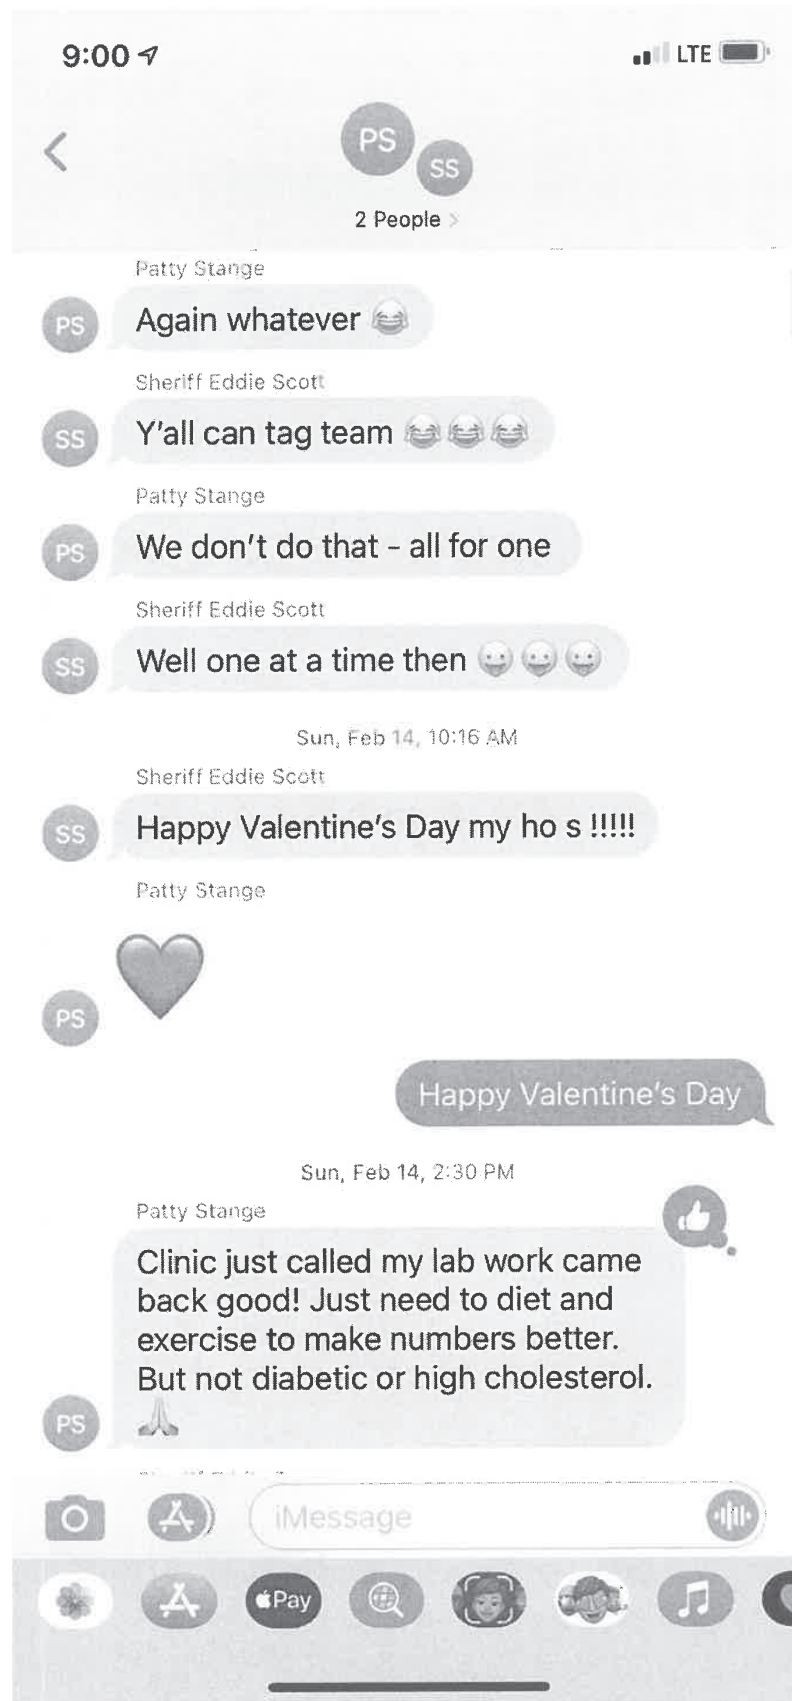 9:00
LTE
PS
SS
2 People
Patty Stange
PS
Again whatever 😂
Sheriff Eddie Scott
SS
Y'all can tag team 😂😂😂
Patty Stange
PS
We don't do that - all for one
Sheriff Eddie Scott
SS
Well one at a time then 😛😛😛
Sun, Feb 14, 10:16 AM
Sheriff Eddie Scott
SS
Happy Valentine's Day my ho s !!!!!
Patty Stange
PS
Happy Valentine's Day
Sun, Feb 14, 2:30 PM
Patty Stange
Clinic just called my lab work came
back good! Just need to diet and
exercise to make numbers better.
But not diabetic or high cholesterol.
PS
🙏
iMessage
Pay